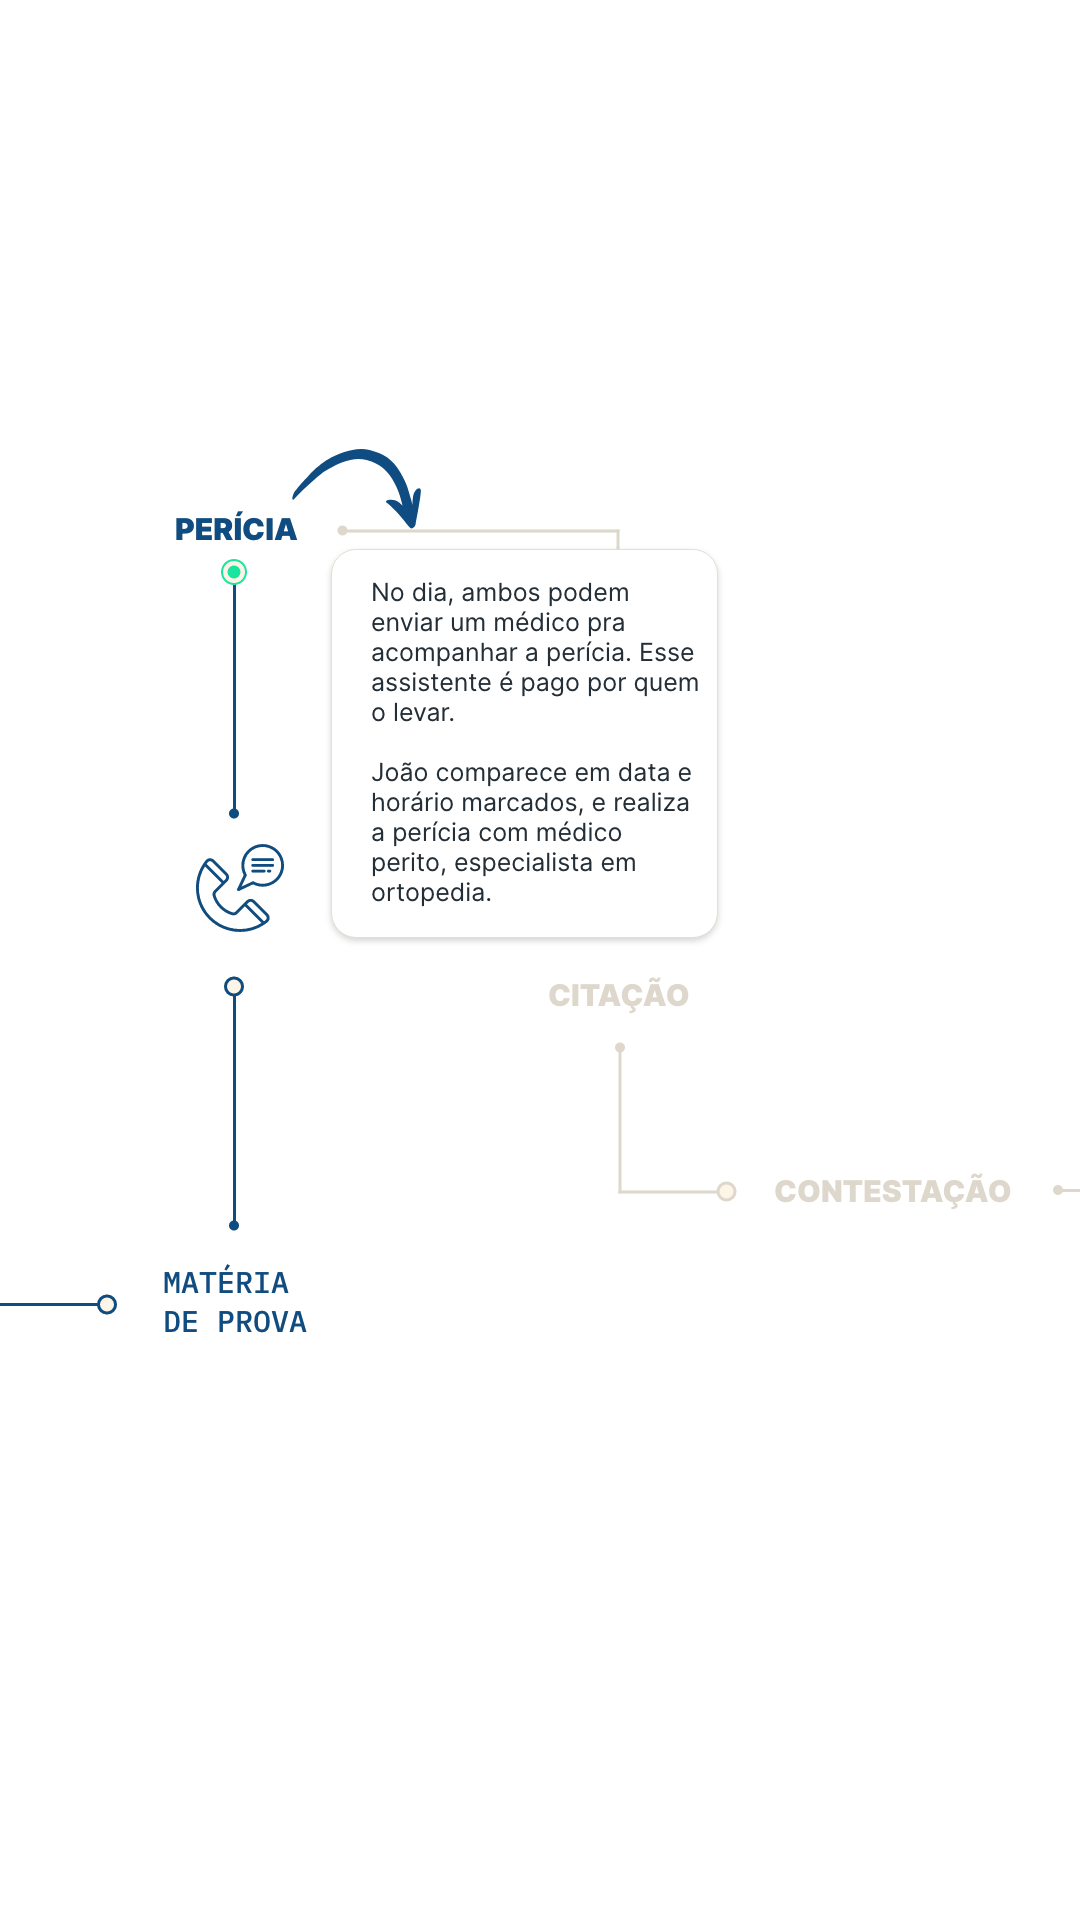 PERÍCIA
No dia, ambos podem
enviar um médico pra
acompanhar a perícia. Esse
assistente é pago por quem
o levar.
João comparece em data e
horário marcados, e realiza
a perícia com médico
perito, especialista em
ortopedia.
CITAÇÃO
CONTESTAÇÃO
MATÉRIA
DE PROVA